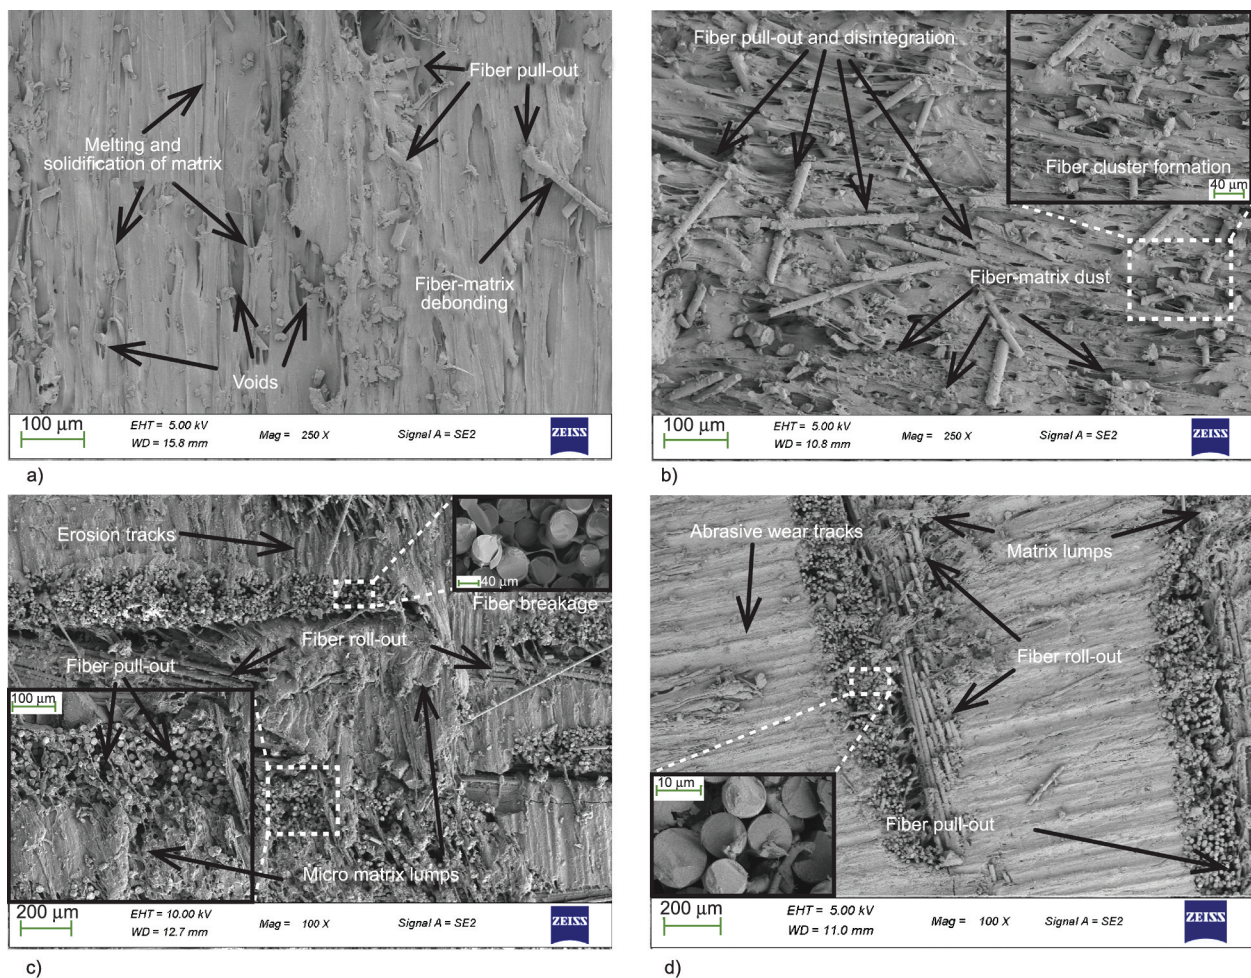 Fiber pull-out
Melting and
solidification of matrix
Fiber-matrix
debonding
Voids
100 µm
EHT = 5.00 kV
WD = 15.8 mm
Mag = 250 X
Signal A = SE2
ZEISS
a)
Fiber pull-out and disintegration
Fiber cluster formation
40 µm
Fiber-matrix dust
100 µm
EHT = 5.00 kV
WD = 10.8 mm
Mag = 250 X
Signal A = SE2
ZEISS
b)
Erosion tracks
40 µm
Fiber breakage
Fiber roll-out
Fiber pull-out
100 µm
Micro matrix lumps
200 µm
EHT = 10.00 kV
WD = 12.7 mm
Mag = 100 X
Signal A = SE2
ZEISS
c)
Abrasive wear tracks
Matrix lumps
Fiber roll-out
10 µm
Fiber pull-out
200 µm
EHT = 5.00 kV
WD = 11.0 mm
Mag = 100 X
Signal A = SE2
ZEISS
d)